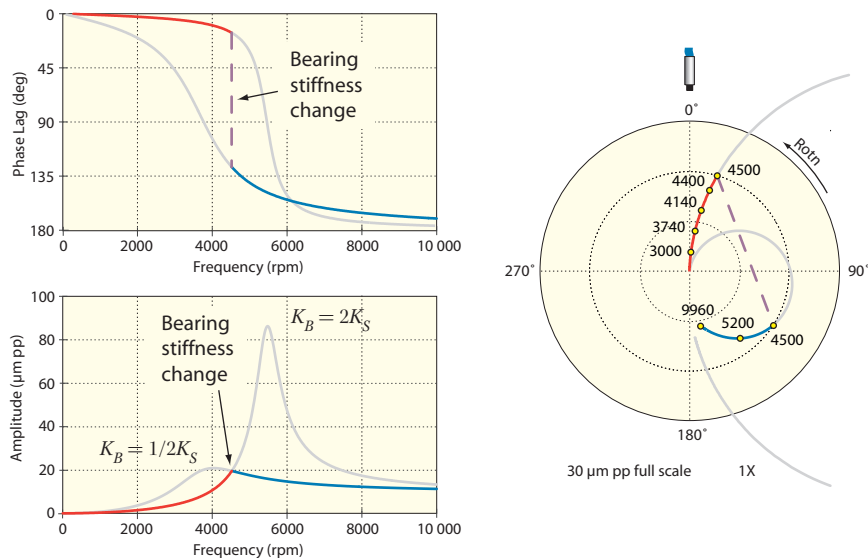 0
45
90
135
180
Phase Lag (deg)
Bearing
stiffness
change
0
2000
4000
6000
8000
10 000
Frequency (rpm)
100
80
60
40
20
0
Amplitude (µm pp)
Bearing
stiffness
change
K_B = 2K_S
K_B = 1/2K_S
0
2000
4000
6000
8000
10 000
Frequency (rpm)
0˚
Rotn
4500
4400
4140
3740
3000
270˚
90˚
9960
5200
4500
180˚
30 µm pp full scale
1X